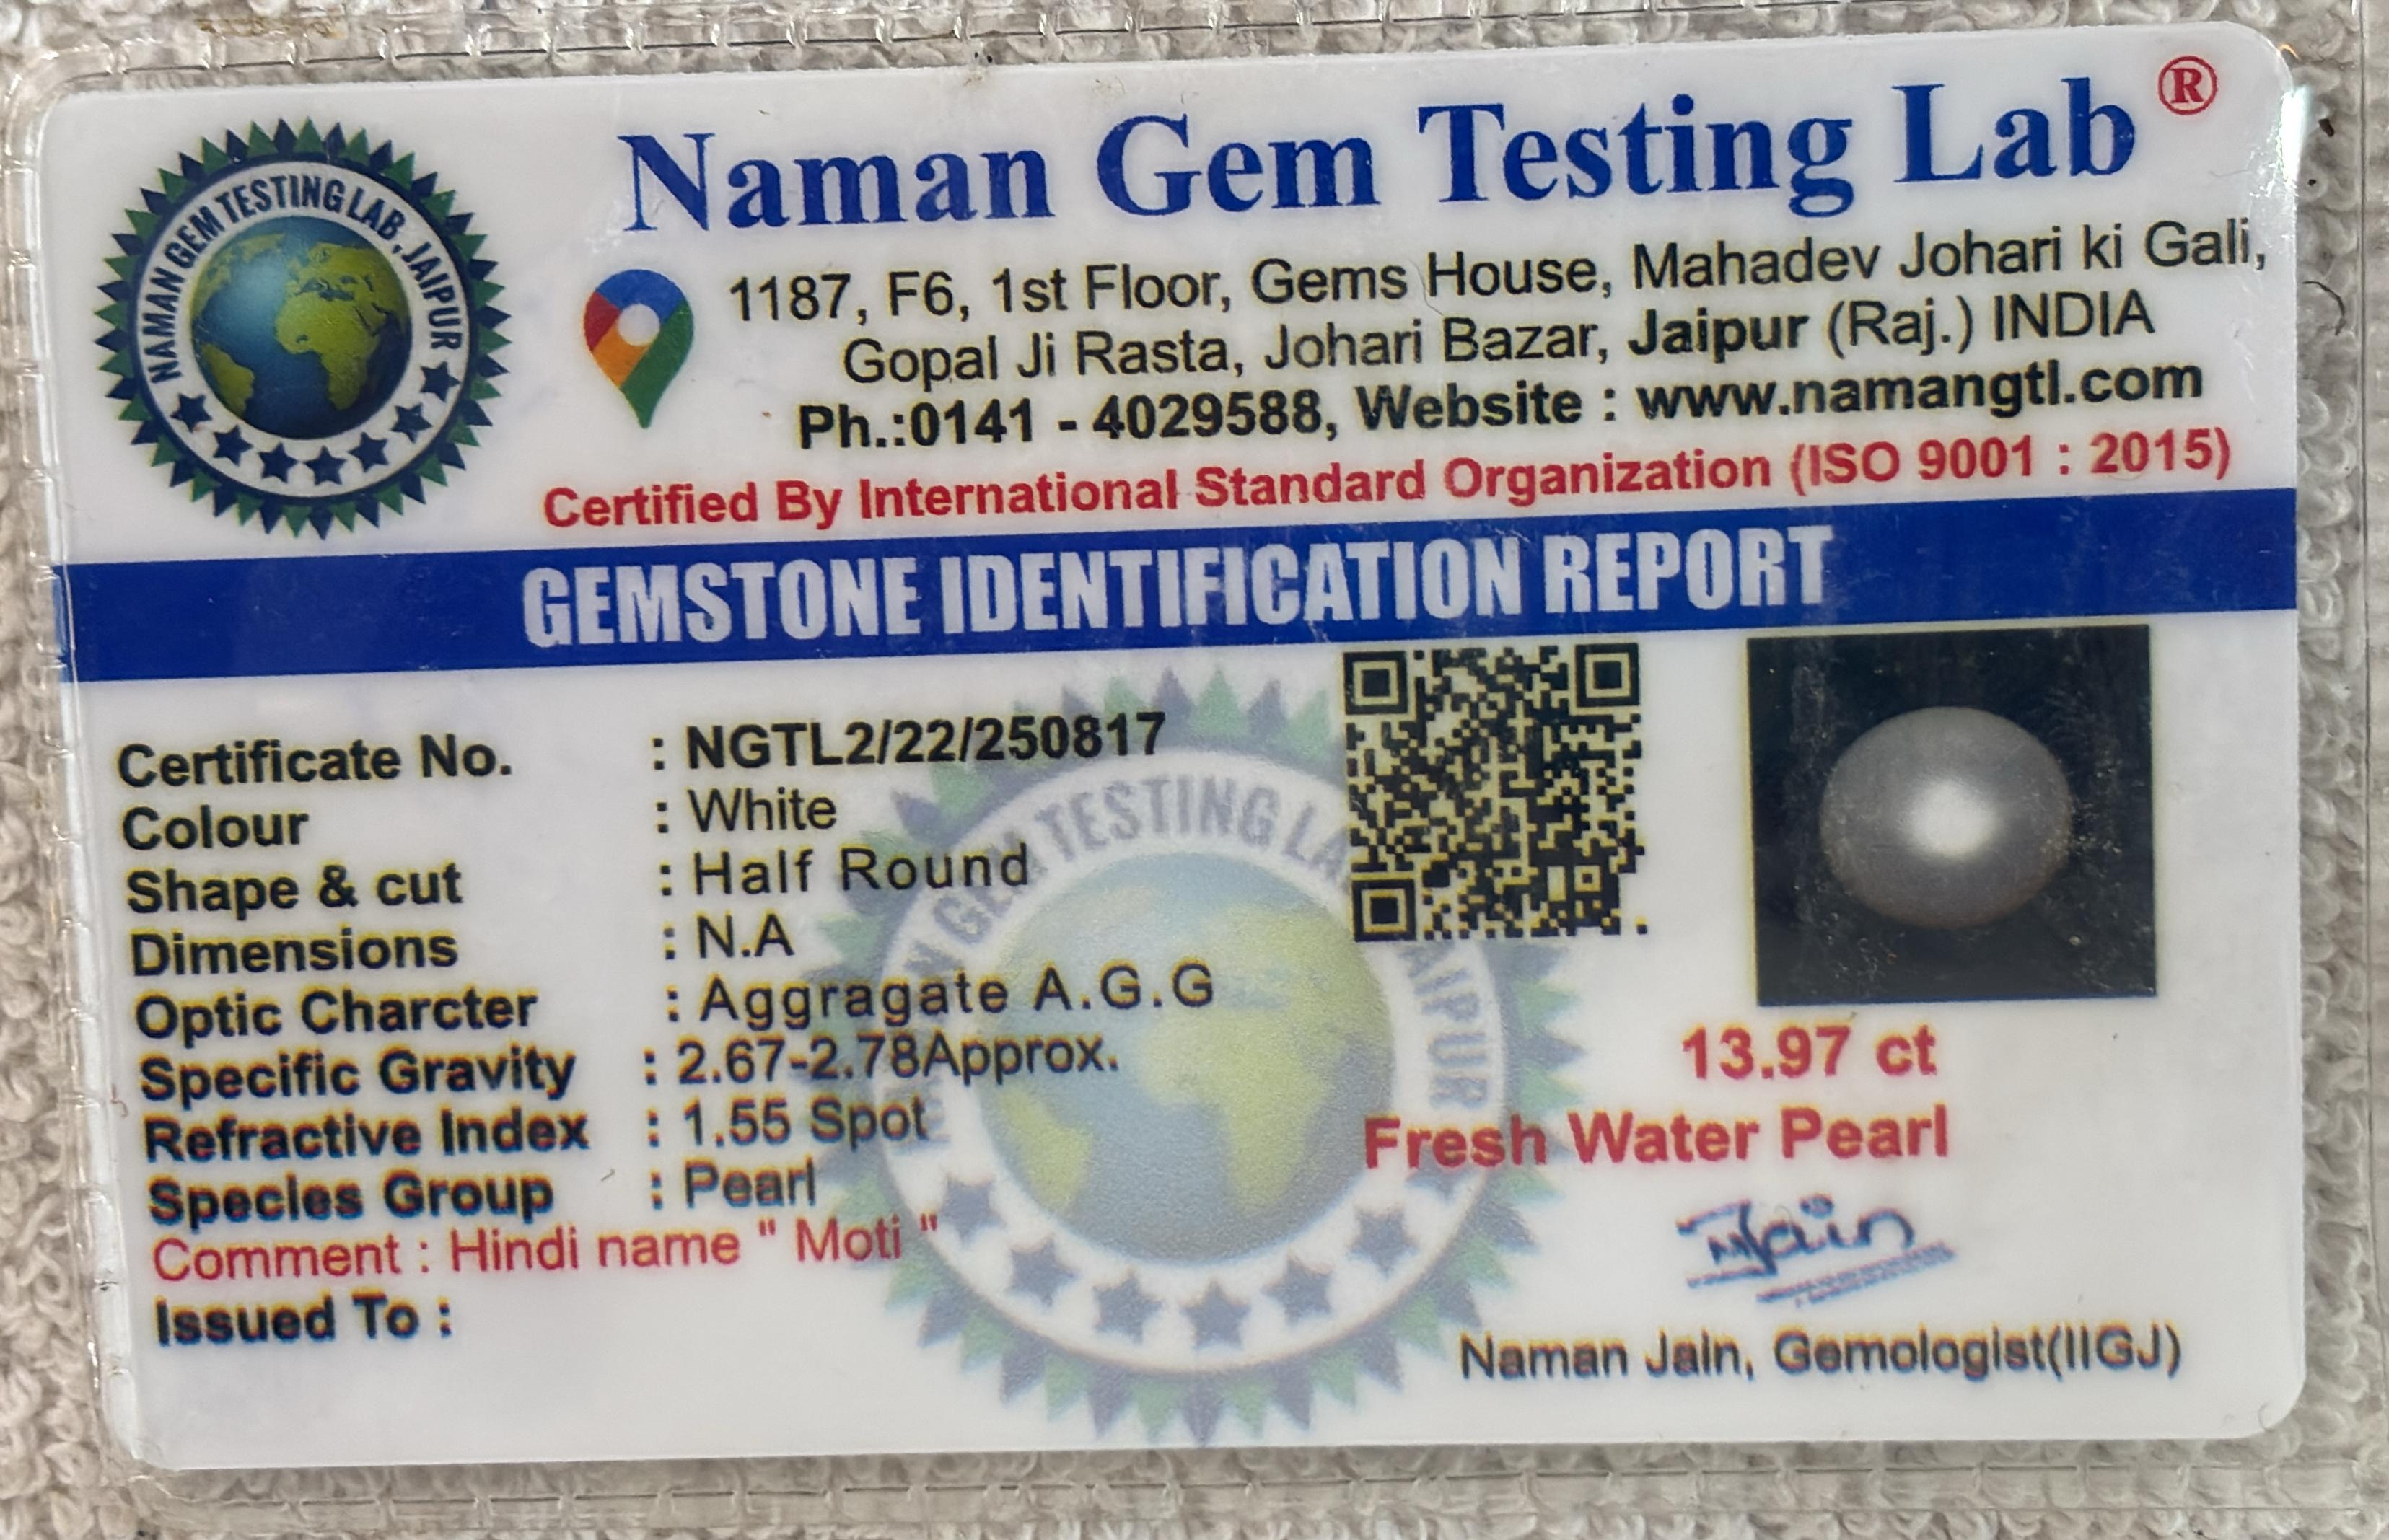 Naman Gem Testing Lab ®
NAMAN GEM TESTING LAB, JAIPUR
1187, F6, 1st Floor, Gems House, Mahadev Johari ki Gali,
Gopal Ji Rasta, Johari Bazar, Jaipur (Raj.) INDIA
Ph.:0141 - 4029588, Website : www.namangtl.com
Certified By International Standard Organization (ISO 9001 : 2015)
GEMSTONE IDENTIFICATION REPORT
Certificate No. : NGTL2/22/250817
Colour : White
Shape & cut : Half Round
Dimensions : N.A
Optic Charcter : Aggragate A.G.G
Specific Gravity : 2.67-2.78Approx.
Refractive Index : 1.55 Spot
Species Group : Pearl
Comment : Hindi name " Moti "
Issued To :
13.97 ct
Fresh Water Pearl
NJain
Naman Jain, Gemologist(IIGJ)